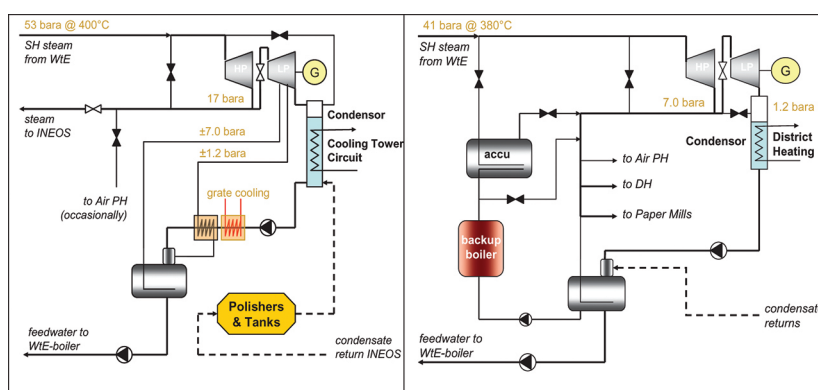 53 bara @ 400°C
SH steam
from WtE
HP
LP
G
17 bara
steam
to INEOS
Condensor
±7.0 bara
Cooling Tower
Circuit
±1.2 bara
to Air PH
(occasionally)
grate cooling
Polishers
& Tanks
feedwater to
WtE-boiler
condensate
return INEOS
41 bara @ 380°C
SH steam
from WtE
HP
LP
G
7.0 bara
1.2 bara
accu
Condensor
District
Heating
to Air PH
to DH
to Paper Mills
backup
boiler
condensate
returns
feedwater to
WtE-boiler